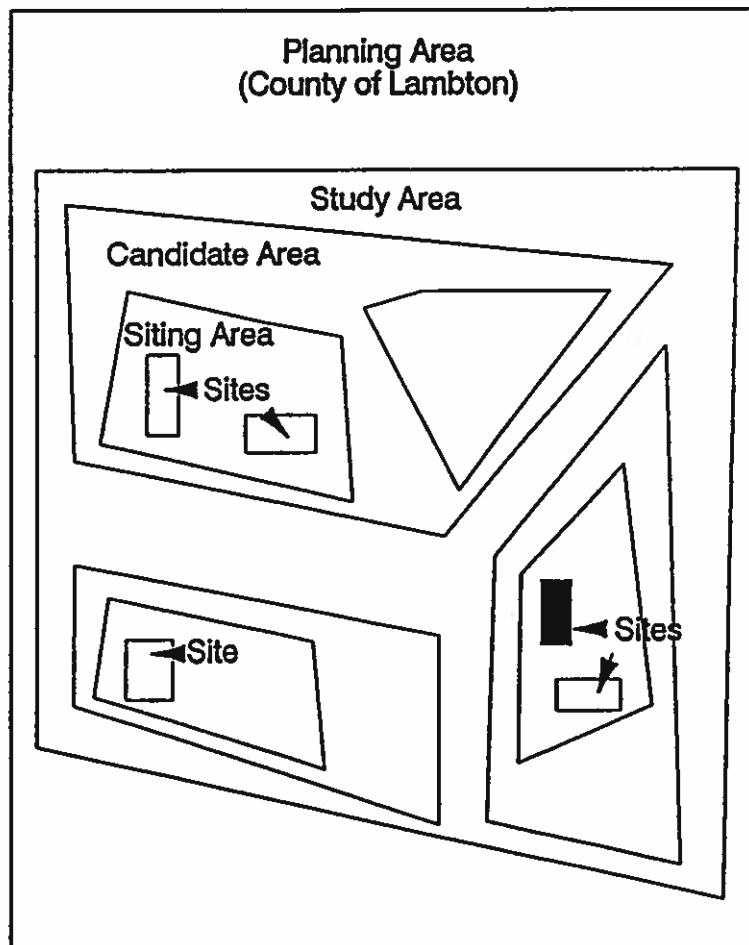 Planning Area
(County of Lambton)
Study Area
Candidate Area
Siting Area
Sites
Sites
Site